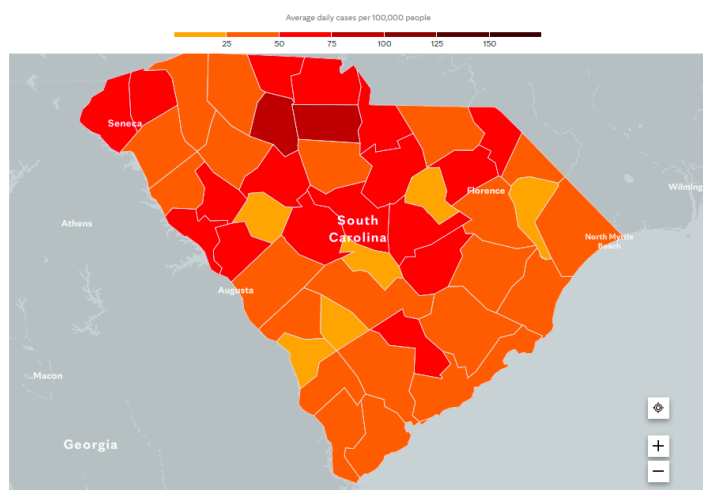 Average daily cases per 100,000 people
25 50 75 100 125 150
Seneca
Athens
South
Carolina
Florence
Wilming
North Myrtle
Beach
Augusta
Macon
Georgia
+
−